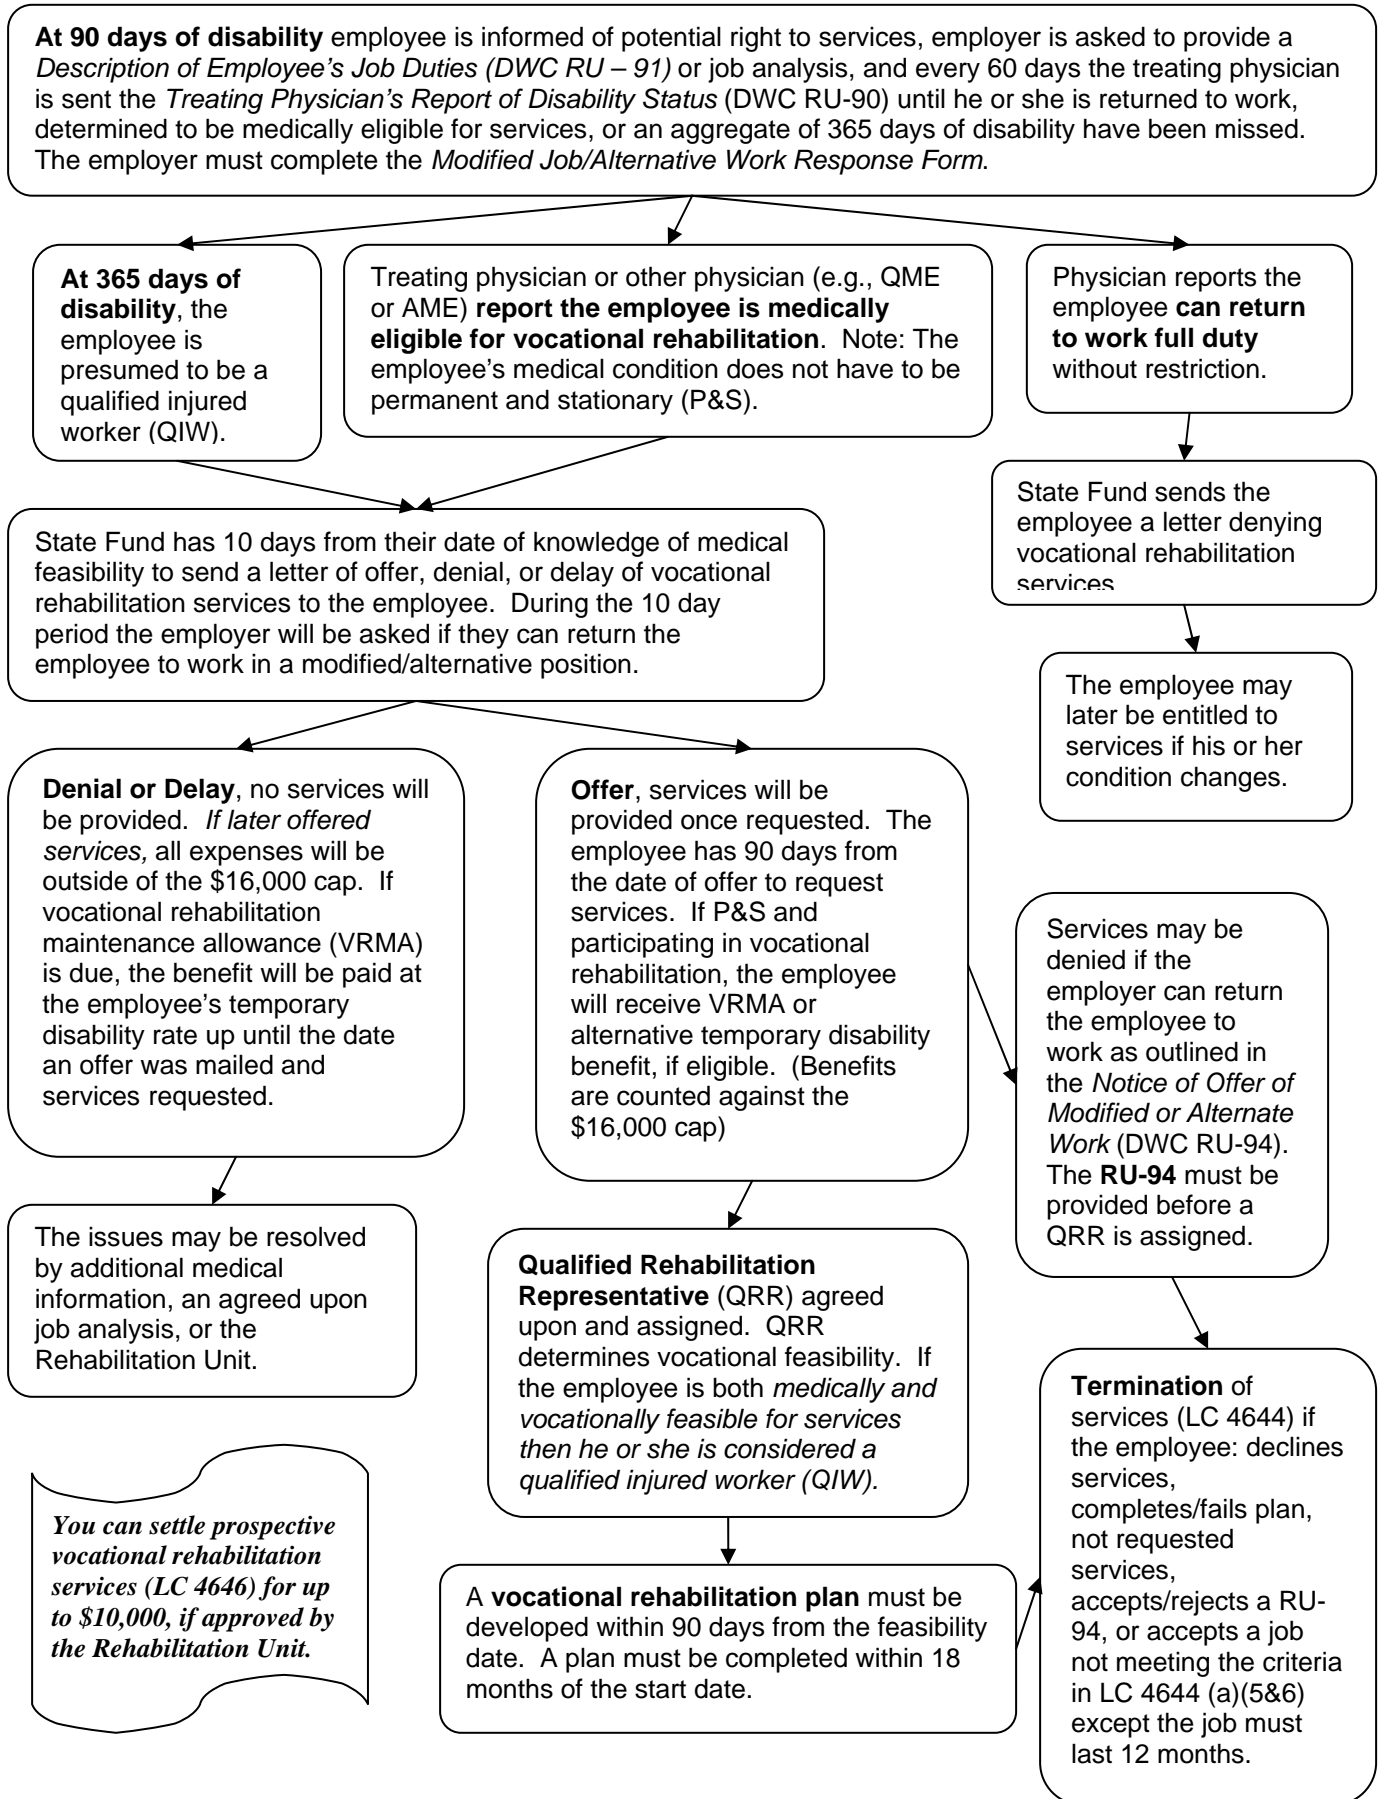 At 90 days of disability employee is informed of potential right to services, employer is asked to provide a
Description of Employee's Job Duties (DWC RU – 91) or job analysis, and every 60 days the treating physician
is sent the Treating Physician's Report of Disability Status (DWC RU-90) until he or she is returned to work,
determined to be medically eligible for services, or an aggregate of 365 days of disability have been missed.
The employer must complete the Modified Job/Alternative Work Response Form.
At 365 days of
disability, the
employee is
presumed to be a
qualified injured
worker (QIW).
Treating physician or other physician (e.g., QME
or AME) report the employee is medically
eligible for vocational rehabilitation. Note: The
employee's medical condition does not have to be
permanent and stationary (P&S).
Physician reports the
employee can return
to work full duty
without restriction.
State Fund sends the
employee a letter denying
vocational rehabilitation
services
State Fund has 10 days from their date of knowledge of medical
feasibility to send a letter of offer, denial, or delay of vocational
rehabilitation services to the employee. During the 10 day
period the employer will be asked if they can return the
employee to work in a modified/alternative position.
The employee may
later be entitled to
services if his or her
condition changes.
Denial or Delay, no services will
be provided. If later offered
services, all expenses will be
outside of the $16,000 cap. If
vocational rehabilitation
maintenance allowance (VRMA)
is due, the benefit will be paid at
the employee's temporary
disability rate up until the date
an offer was mailed and
services requested.
Offer, services will be
provided once requested. The
employee has 90 days from
the date of offer to request
services. If P&S and
participating in vocational
rehabilitation, the employee
will receive VRMA or
alternative temporary disability
benefit, if eligible. (Benefits
are counted against the
$16,000 cap)
Services may be
denied if the
employer can return
the employee to
work as outlined in
the Notice of Offer of
Modified or Alternate
Work (DWC RU-94).
The RU-94 must be
provided before a
QRR is assigned.
The issues may be resolved
by additional medical
information, an agreed upon
job analysis, or the
Rehabilitation Unit.
Qualified Rehabilitation
Representative (QRR) agreed
upon and assigned. QRR
determines vocational feasibility. If
the employee is both medically and
vocationally feasible for services
then he or she is considered a
qualified injured worker (QIW).
Termination of
services (LC 4644) if
the employee: declines
services,
completes/fails plan,
not requested
services,
accepts/rejects a RU-
94, or accepts a job
not meeting the criteria
in LC 4644 (a)(5&6)
except the job must
last 12 months.
You can settle prospective
vocational rehabilitation
services (LC 4646) for up
to $10,000, if approved by
the Rehabilitation Unit.
A vocational rehabilitation plan must be
developed within 90 days from the feasibility
date. A plan must be completed within 18
months of the start date.